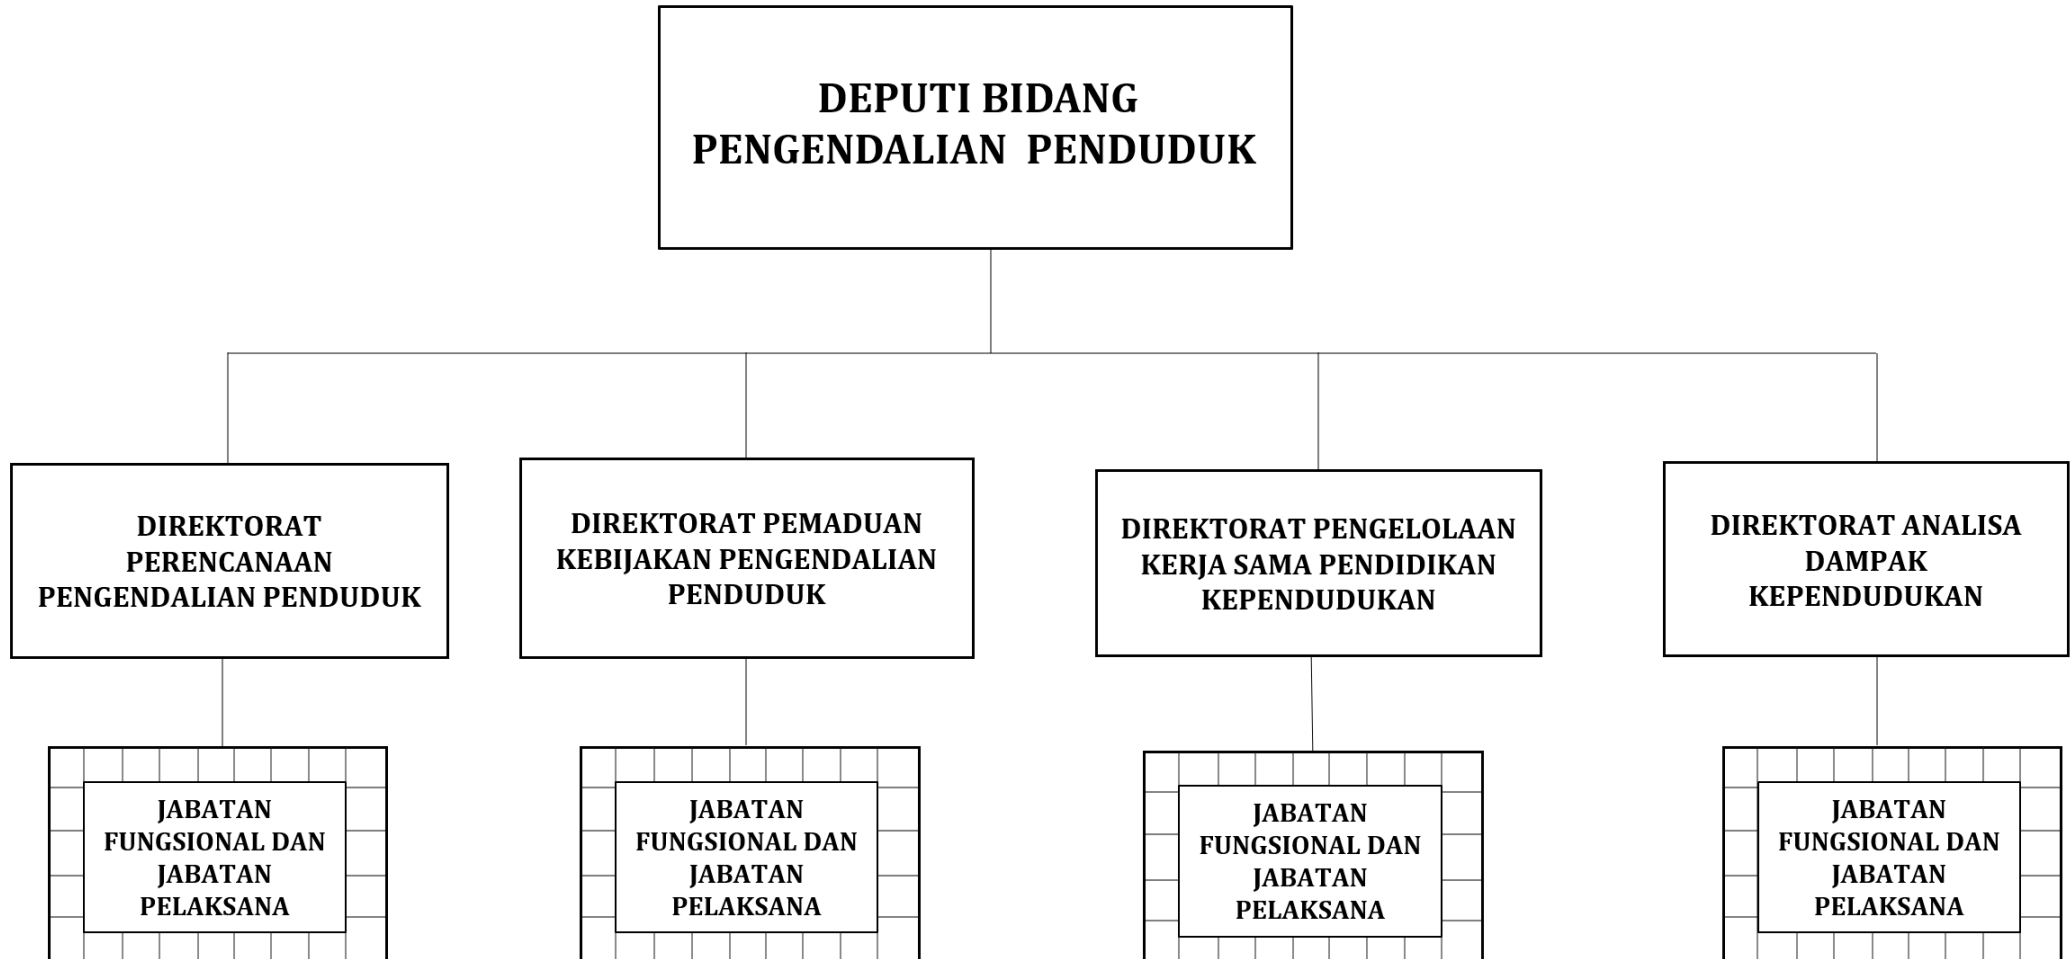 DEPUTI BIDANG
PENGENDALIAN PENDUDUK
DIREKTORAT
PERENCANAAN
PENGENDALIAN PENDUDUK
DIREKTORAT PEMADUAN
KEBIJAKAN PENGENDALIAN
PENDUDUK
DIREKTORAT PENGELOLAAN
KERJA SAMA PENDIDIKAN
KEPENDUDUKAN
DIREKTORAT ANALISA
DAMPAK
KEPENDUDUKAN
JABATAN
FUNGSIONAL DAN
JABATAN
PELAKSANA
JABATAN
FUNGSIONAL DAN
JABATAN
PELAKSANA
JABATAN
FUNGSIONAL DAN
JABATAN
PELAKSANA
JABATAN
FUNGSIONAL DAN
JABATAN
PELAKSANA